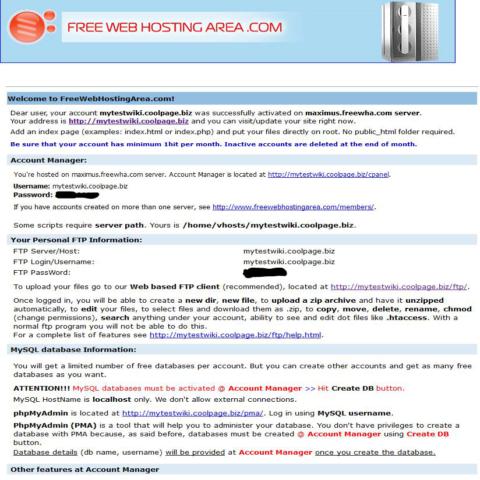 FREE WEB HOSTING AREA .COM
Welcome to FreeWebHostingArea.com!
Dear user, your account mytestwiki.coolpage.biz was successfully activated on maximus.freewha.com server.
Your address is http://mytestwiki.coolpage.biz and you can visit/update your site right now.
Add an index page (examples: index.html or index.php) and put your files directly on root. No public_html folder required.
Be sure that your account has minimum 1hit per month. Inactive accounts are deleted at the end of month.
Account Manager:
You're hosted on maximus.freewha.com server. Account Manager is located at http://mytestwiki.coolpage.biz/cpanel.
Username: mytestwiki.coolpage.biz
Password:
If you have accounts created on more than one server, see http://www.freewebhostingarea.com/members/.
Some scripts require server path. Yours is /home/vhosts/mytestwiki.coolpage.biz.
Your Personal FTP Information:
FTP Server/Host: mytestwiki.coolpage.biz
FTP Login/Username: mytestwiki.coolpage.biz
FTP PassWord:
To upload your files go to our Web based FTP client (recommended), located at http://mytestwiki.coolpage.biz/ftp/.
Once logged in, you will be able to create a new dir, new file, to upload a zip archive and have it unzipped
automatically, to edit your files, to select files and download them as .zip, to copy, move, delete, rename, chmod
(change permissions), search anything under your account, ability to see and edit dot files like .htaccess. With a
normal ftp program you will not be able to do this.
For a complete list of features see http://mytestwiki.coolpage.biz/ftp/help.html.
MySQL database Information:
You will get a limited number of free databases per account. But you can create other accounts and get as many free
databases as you want.
ATTENTION!!! MySQL databases must be activated @ Account Manager >> Hit Create DB button.
MySQL HostName is localhost only. We don't allow external connections.
phpMyAdmin is located at http://mytestwiki.coolpage.biz/pma/. Log in using MySQL username.
PhpMyAdmin (PMA) is a tool that will help you to administer your database. You don't have privileges to create a
database with PMA because, as said before, databases must be created @ Account Manager using Create DB
button.
Database details (db name, username) will be provided at Account Manager once you create the database.
Other features at Account Manager